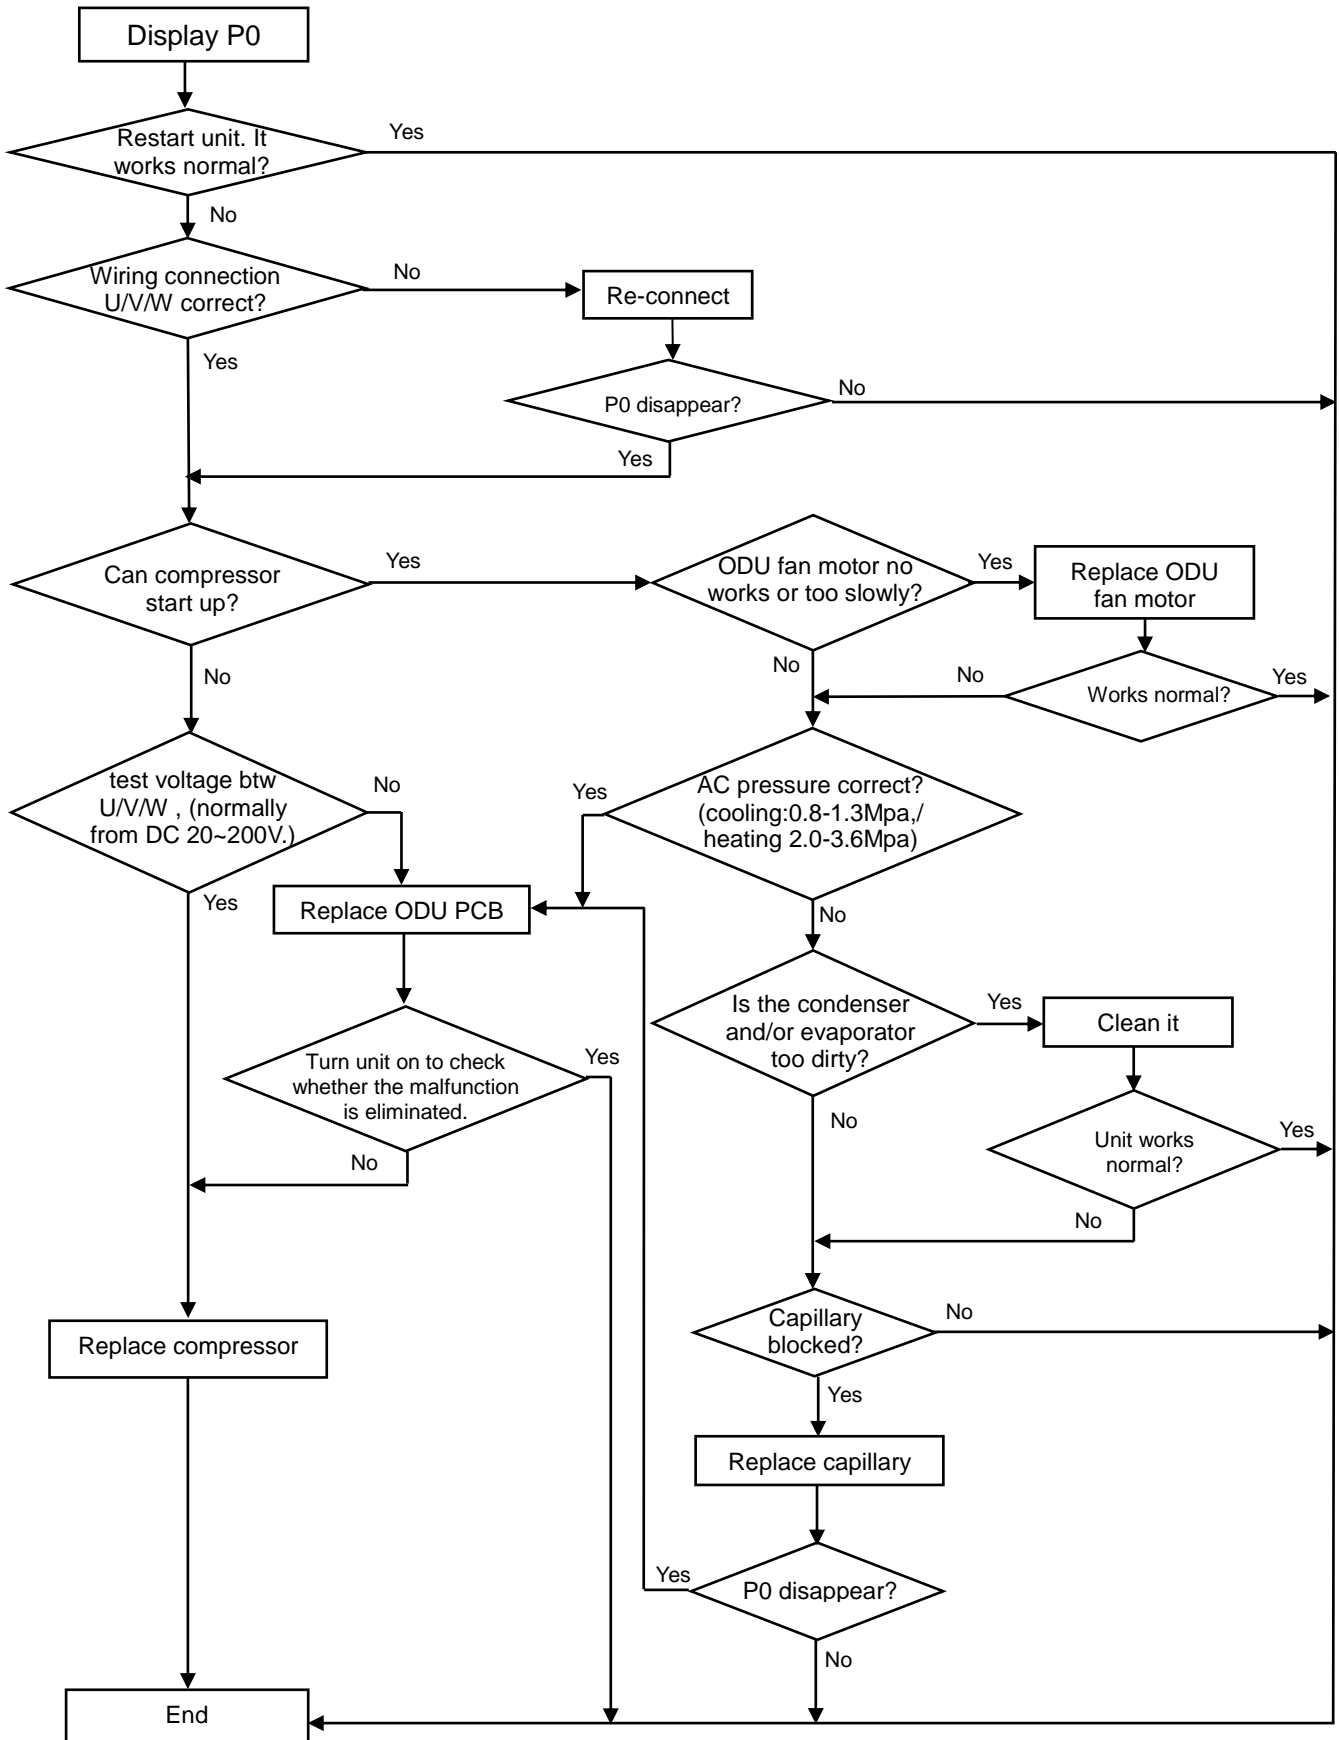 Display P0
Restart unit. It
works normal?
Yes
No
Wiring connection
U/V/W correct?
No
Re-connect
Yes
P0 disappear?
No
Yes
Can compressor
start up?
Yes
ODU fan motor no
works or too slowly?
Yes
Replace ODU
fan motor
No
No
No
Works normal?
Yes
test voltage btw
U/V/W , (normally
from DC 20~200V.)
No
Yes
AC pressure correct?
(cooling:0.8-1.3Mpa,/
heating 2.0-3.6Mpa)
Yes
Replace ODU PCB
No
Is the condenser
and/or evaporator
too dirty?
Yes
Clean it
Turn unit on to check
whether the malfunction
is eliminated.
Yes
No
No
Unit works
normal?
Yes
No
Capillary
blocked?
No
Replace compressor
Yes
Replace capillary
Yes
P0 disappear?
No
End